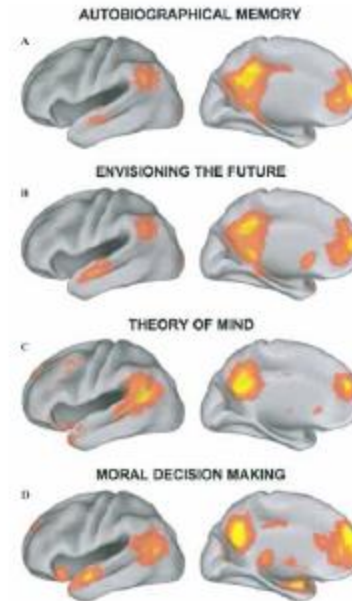 AUTOBIOGRAPHICAL MEMORY
A
ENVISIONING THE FUTURE
B
THEORY OF MIND
C
MORAL DECISION MAKING
D